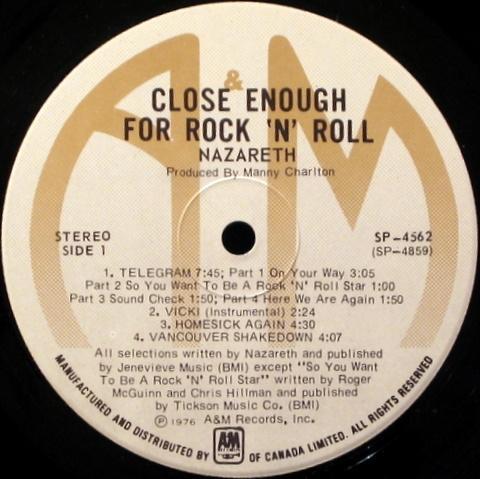 &
CLOSE ENOUGH
FOR ROCK 'N' ROLL
NAZARETH
Produced By Manny Charlton
STEREO
SIDE 1
SP-4562
(SP-4859)
1. TELEGRAM 7:45; Part 1 On Your Way 3:05
Part 2 So You Want To Be A Rock 'N' Roll Star 1:00
Part 3 Sound Check 1:50; Part 4 Here We Are Again 1:50
2. VICKI (Instrumental) 2:24
3. HOMESICK AGAIN 4:30
4. VANCOUVER SHAKEDOWN 4:07
All selections written by Nazareth and published
by Jenevieve Music (BMI) except "So You Want
To Be A Rock 'N' Roll Star" written by Roger
McGuinn and Chris Hillman and published
by Tickson Music Co. (BMI)
℗ 1976 A&M Records, Inc.
MANUFACTURED AND DISTRIBUTED BY A&M RECORDS OF CANADA LIMITED. ALL RIGHTS RESERVED